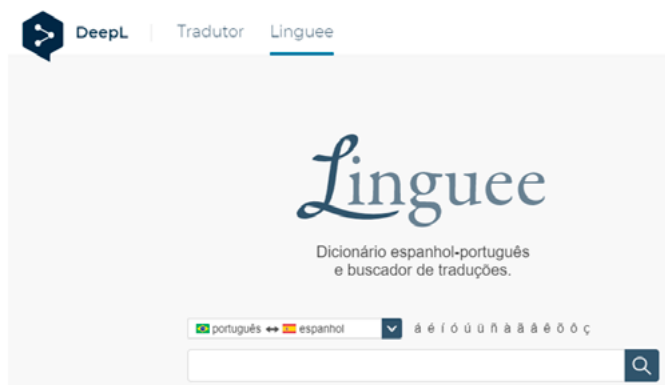 DeepL Tradutor Linguee
Linguee
Dicionário espanhol-português
e buscador de traduções.
português ↔ espanhol á é í ó ú ü ñ à ã â ê õ ô ç